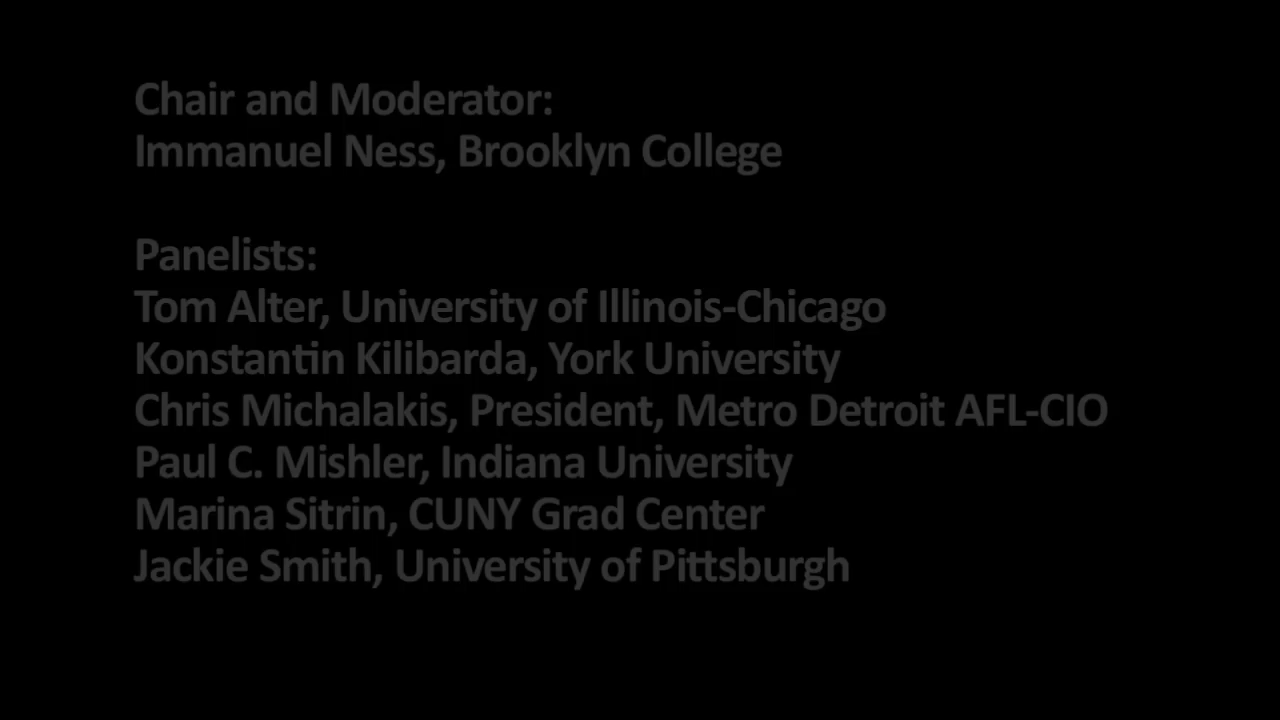 Chair and Moderator:
Immanuel Ness, Brooklyn College
Panelists:
Tom Alter, University of Illinois-Chicago
Konstantin Kilibarda, York University
Chris Michalakis, President, Metro Detroit AFL-CIO
Paul C. Mishler, Indiana University
Marina Sitrin, CUNY Grad Center
Jackie Smith, University of Pittsburgh